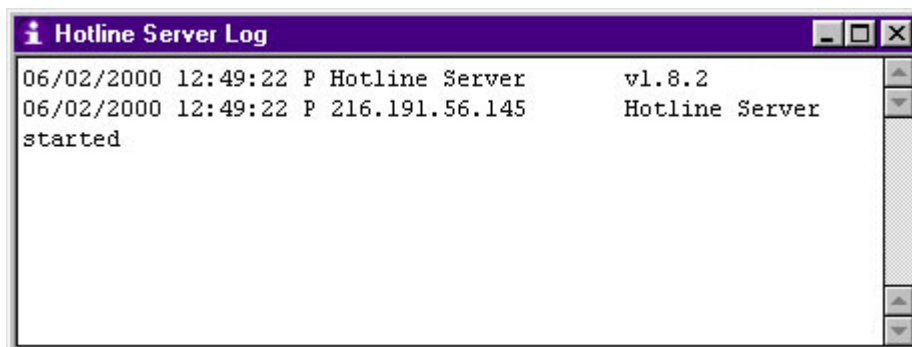 Hotline Server Log
06/02/2000 12:49:22 P Hotline Server v1.8.2
06/02/2000 12:49:22 P 216.191.56.145 Hotline Server
started